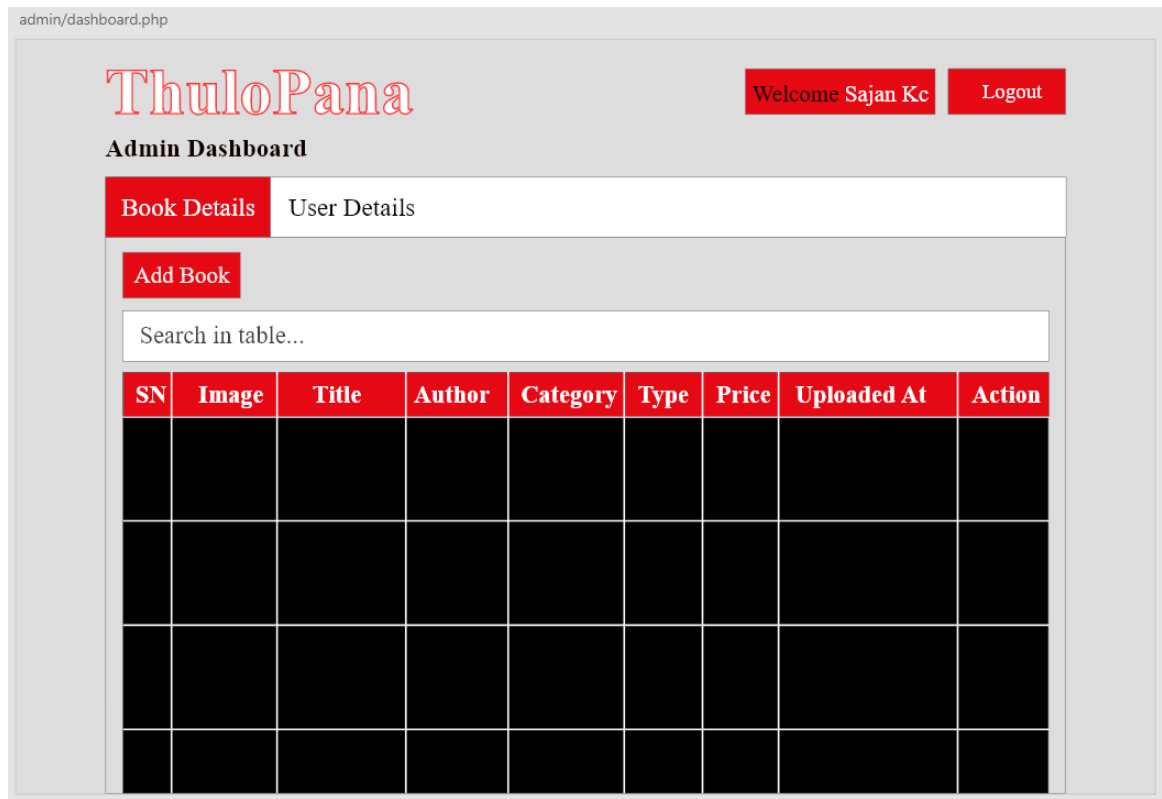 admin/dashboard.php
ThuloPana
Welcome Sajan Kc
Logout
Admin Dashboard
Book Details
User Details
Add Book
Search in table...
SN Image Title Author Category Type Price Uploaded At Action